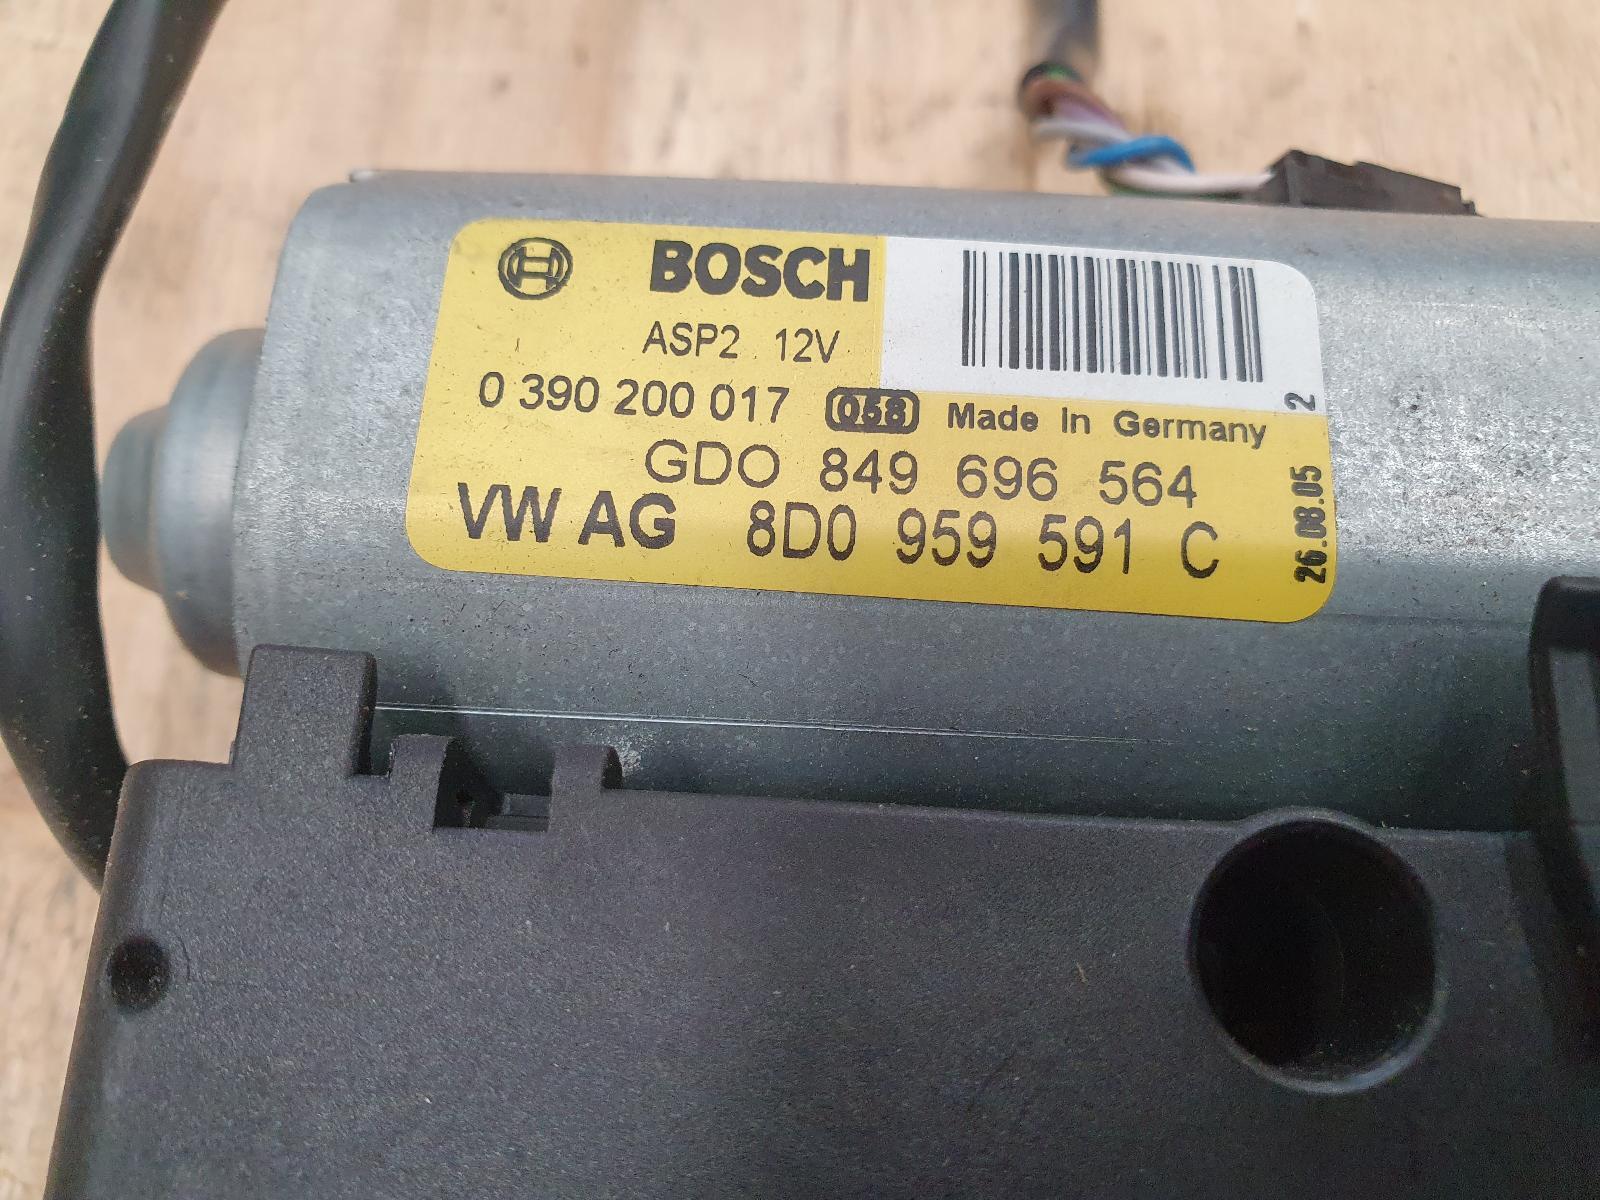 BOSCH
ASP2 12V
0 390 200 017 Q58 Made In Germany
GDO 849 696 564
VW AG 8D0 959 591 C
2
26.08.05